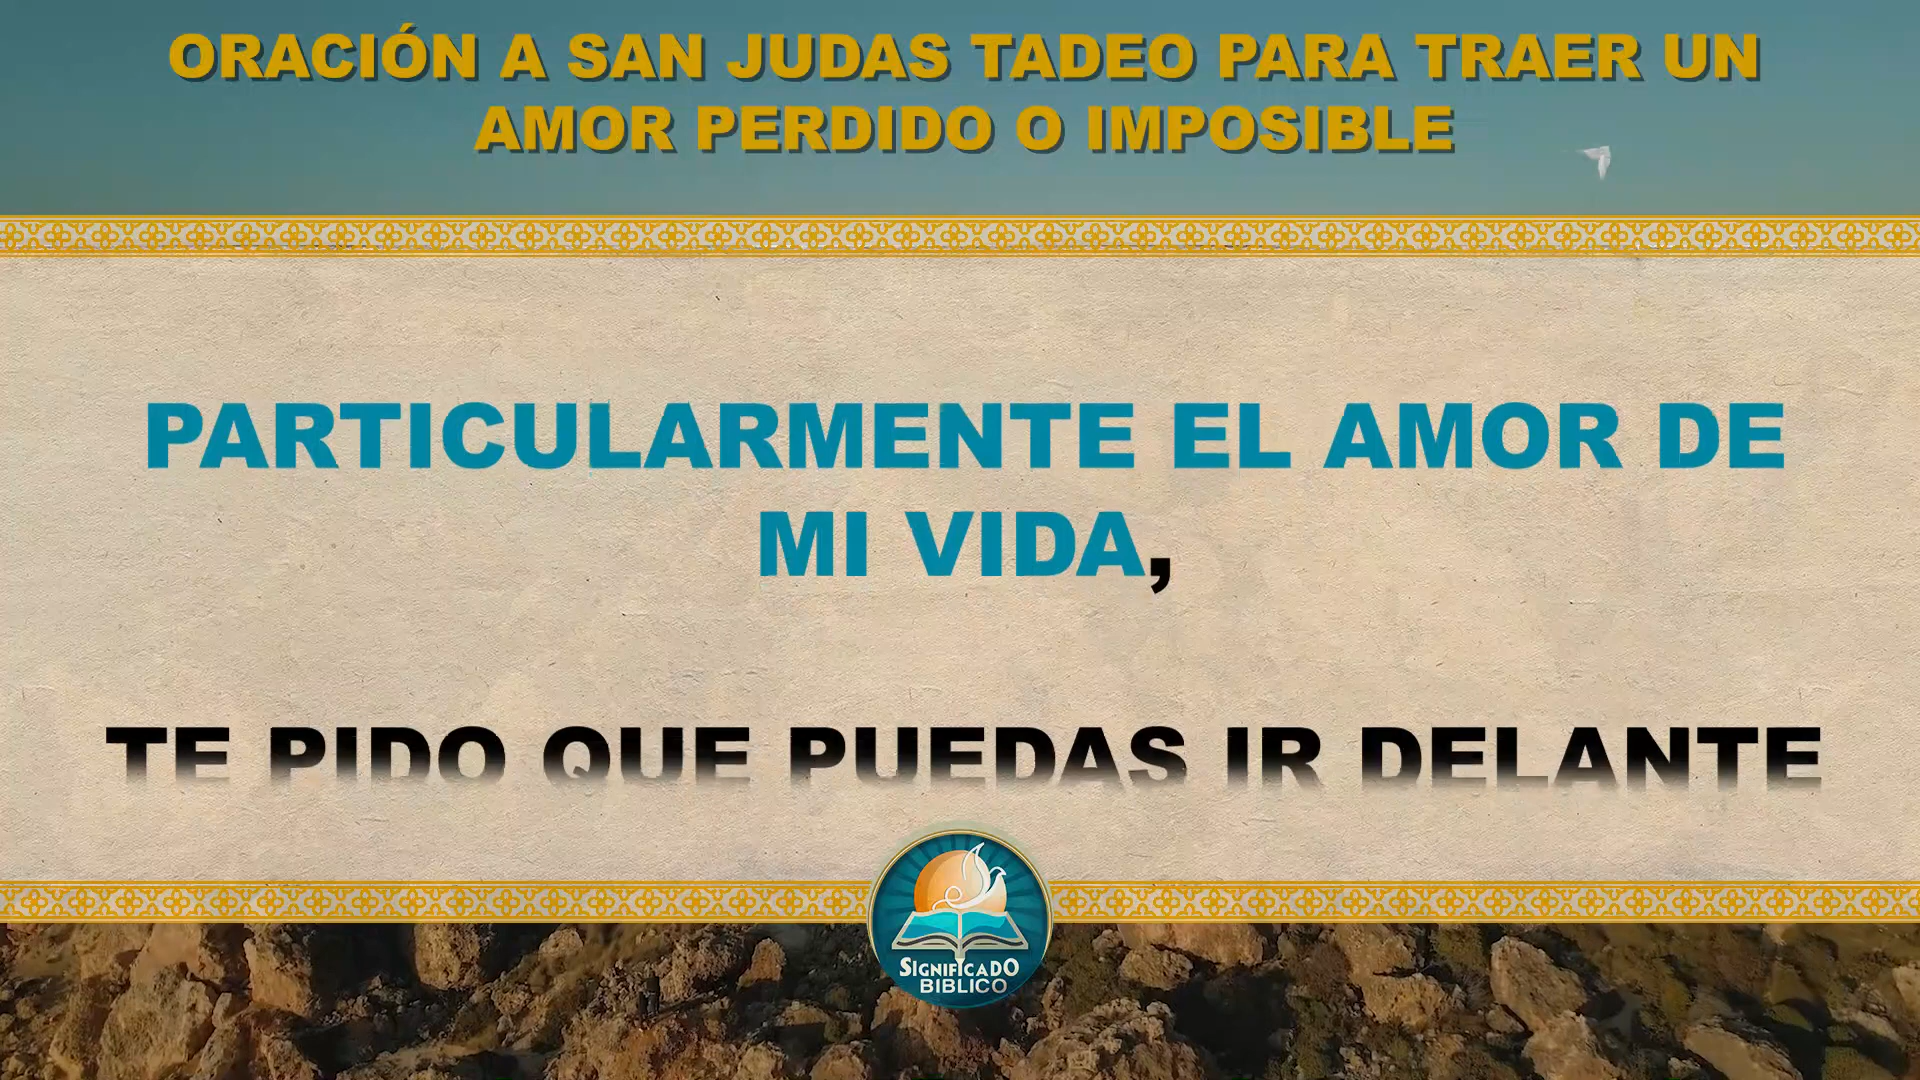 ORACIÓN A SAN JUDAS TADEO PARA TRAER UN
AMOR PERDIDO O IMPOSIBLE
PARTICULARMENTE EL AMOR DE
MI VIDA,
TE PIDO QUE PUEDAS IR DELANTE
SIGNIFICADO
BIBLICO